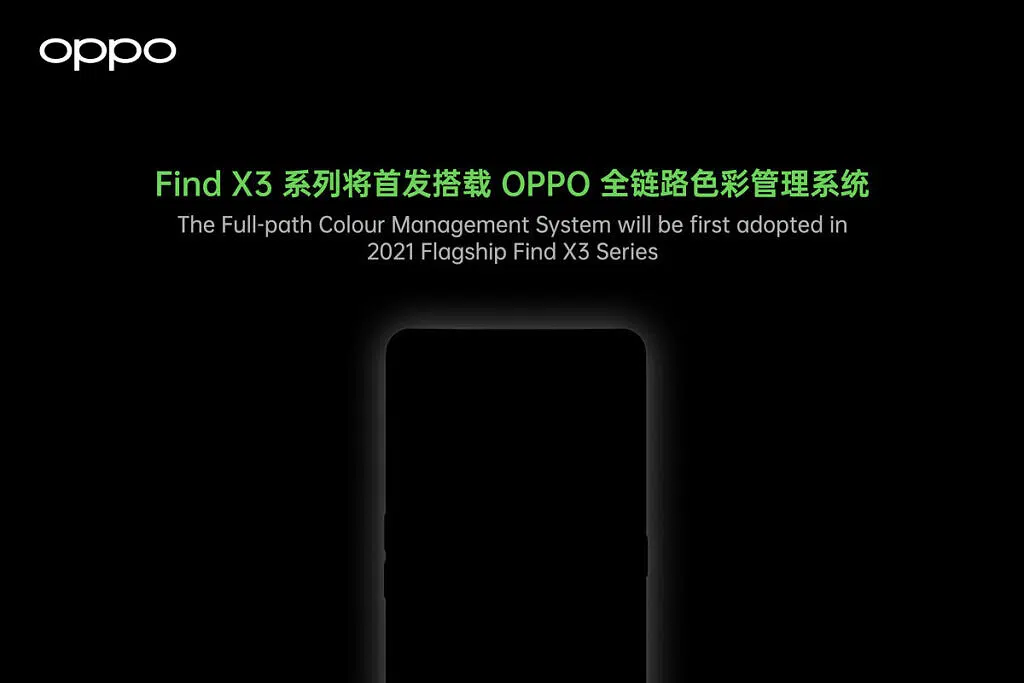 oppo
Find X3 系列将首发搭载 OPPO 全链路色彩管理系统
The Full-path Colour Management System will be first adopted in
2021 Flagship Find X3 Series